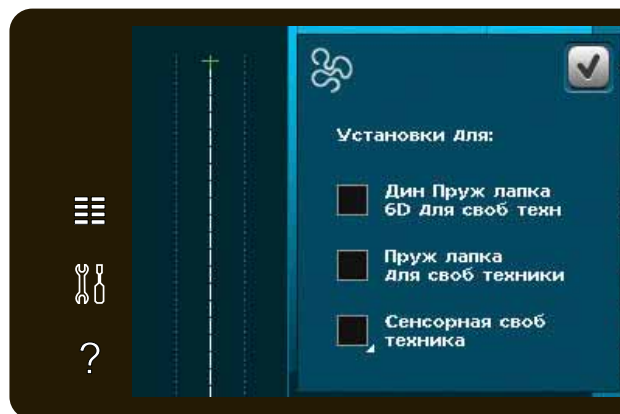 Установки для:
Дин Пруж лапка
6D для своб техн
Пруж лапка
для своб техники
Сенсорная своб
техника
?